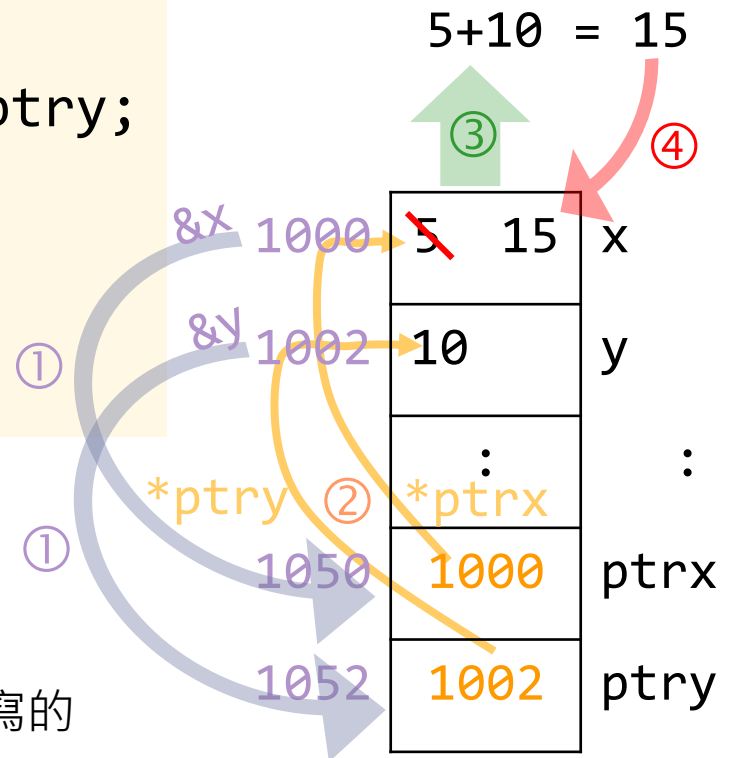 5+10 = 15
ptry;
③
④
&x 1000 5 15 x
&y 1002 10 y
①
: :
*ptry ② *ptrx
①
1050 1000 ptrx
1052 1002 ptry
寫的